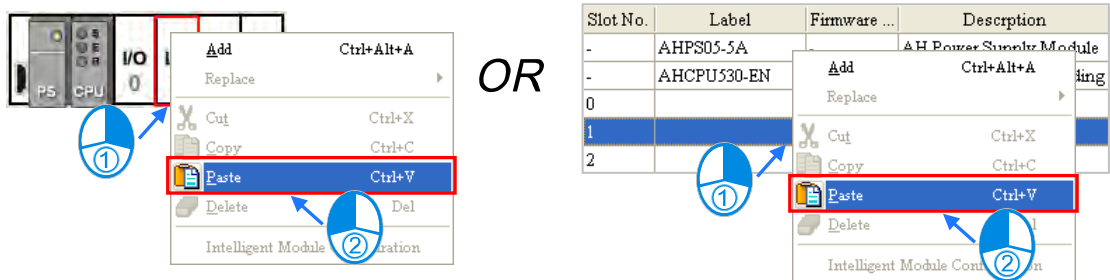 PS
CPU
I/O
0
Add Ctrl+Alt+A
Replace
Cut Ctrl+X
Copy Ctrl+C
Paste Ctrl+V
Delete Del
Intelligent Module
①
②
OR
Slot No. Label Firmware ... Descrption
- AHPS05-5A - AH Power Supply Module
- AHCPU530-EN ding
0
1
2
Add Ctrl+Alt+A
Replace
Cut Ctrl+X
Copy Ctrl+C
Paste Ctrl+V
Delete
Intelligent Module
①
②